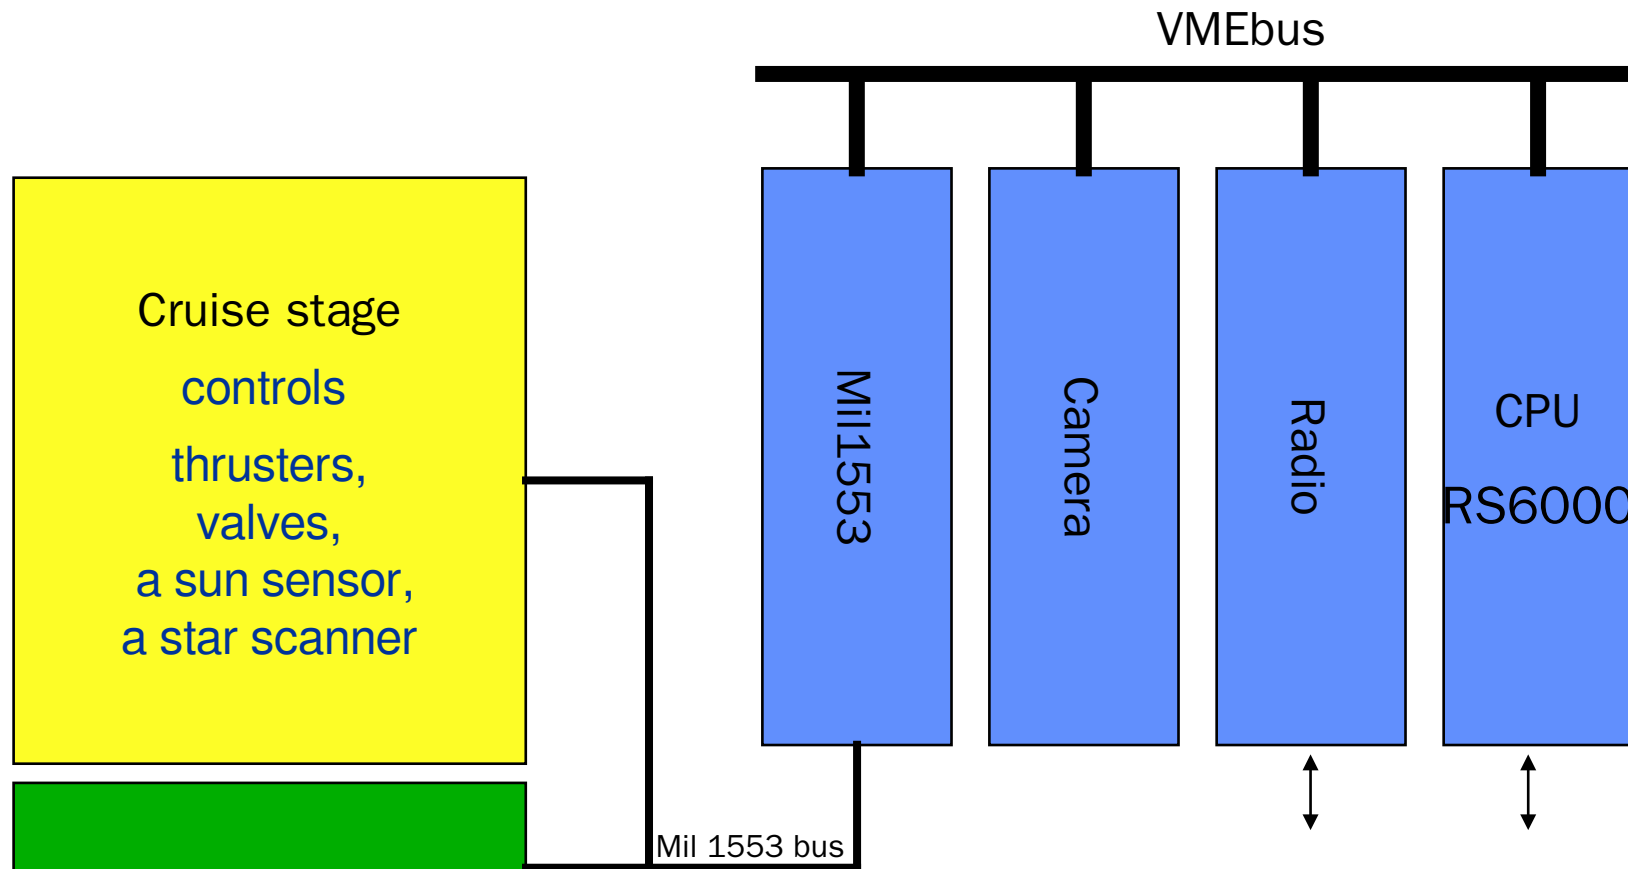 VMEbus
Cruise stage
controls
thrusters,
valves,
a sun sensor,
a star scanner
Mil1553
Camera
Radio
CPU
RS6000
Mil 1553 bus